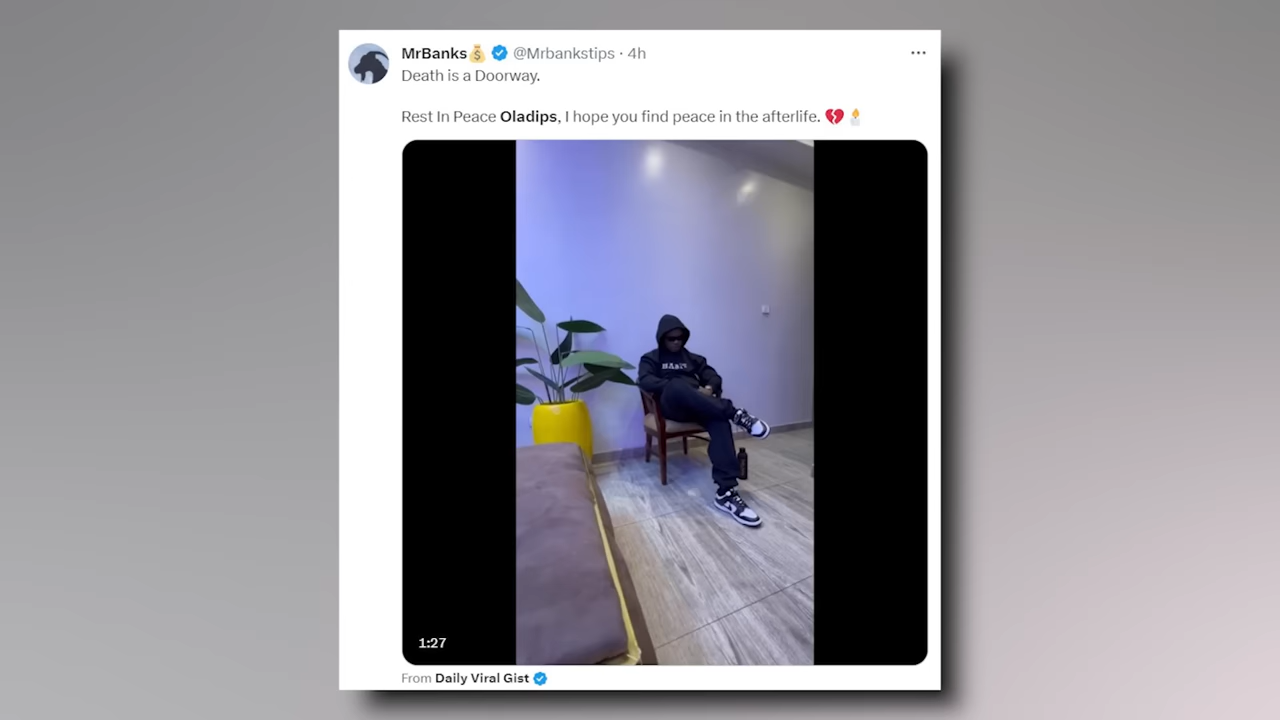 MrBanks💰 @Mrbankstips · 4h
Death is a Doorway.
Rest In Peace Oladips, I hope you find peace in the afterlife. 💔🕯️
1:27
From Daily Viral Gist